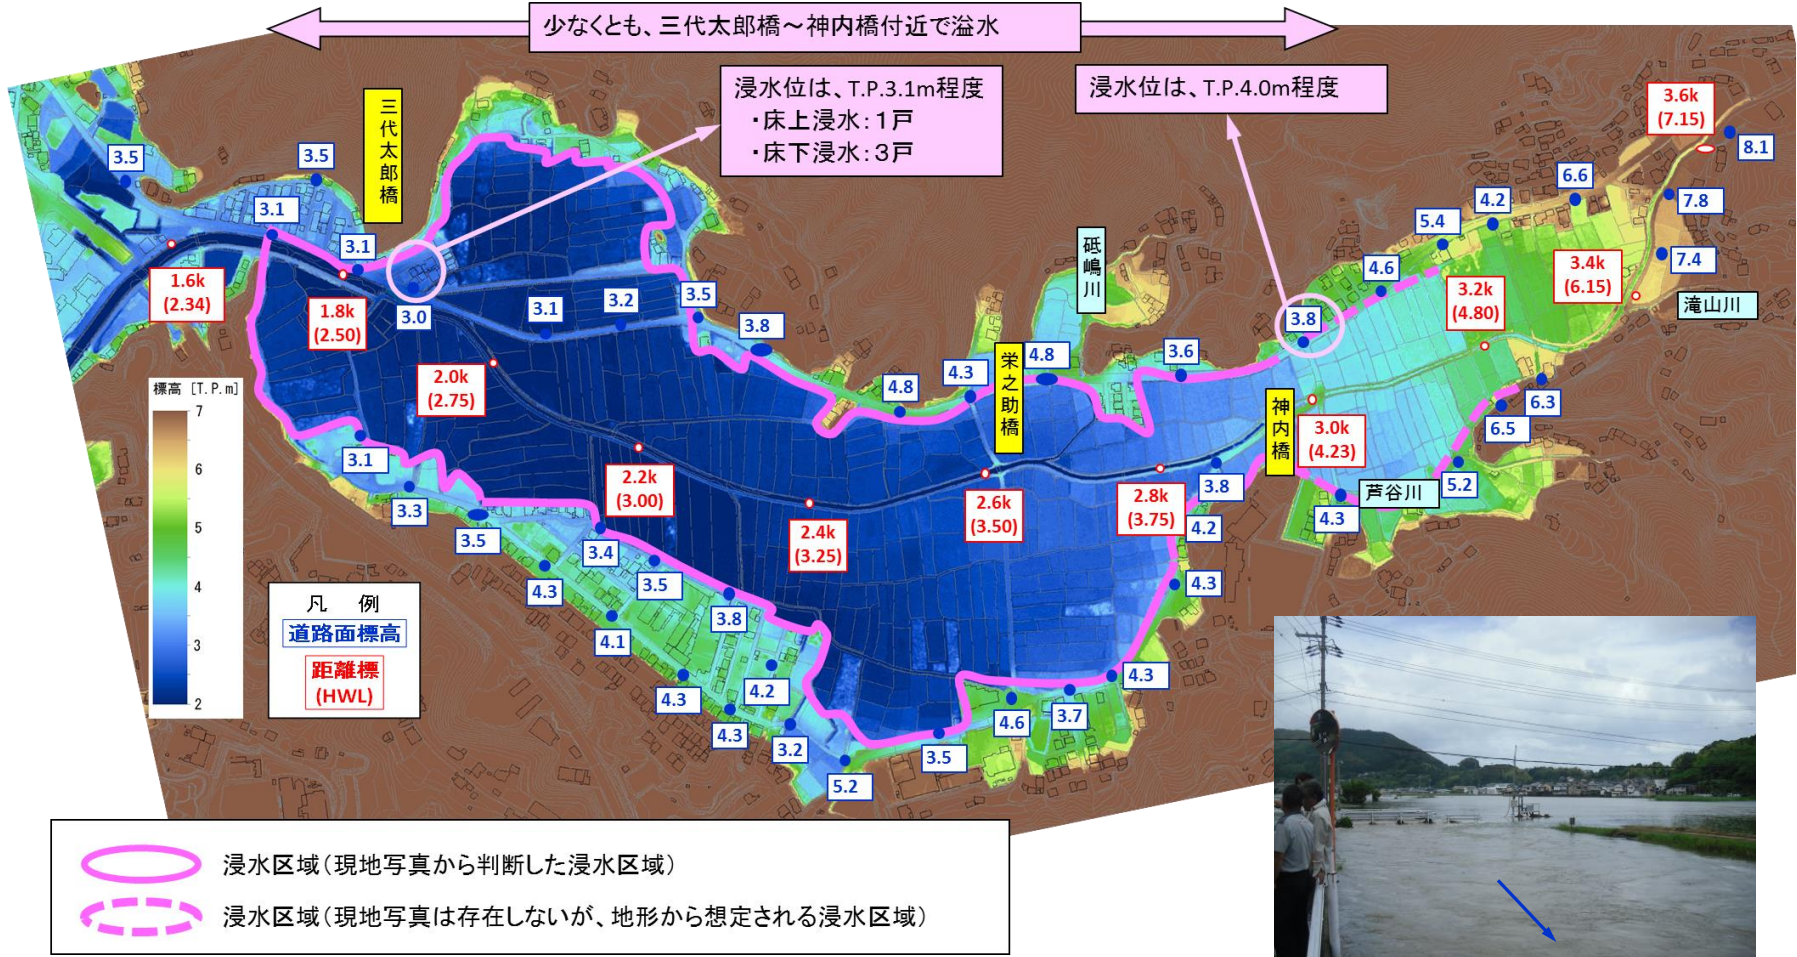 少なくとも、三代太郎橋～神内橋付近で溢水
浸水位は、T.P.3.1m程度
・床上浸水：1戸
・床下浸水：3戸
浸水位は、T.P.4.0m程度
三代太郎橋
砥嶋川
栄之助橋
神内橋
芦谷川
滝山川
3.5
3.5
3.1
3.1
3.0
3.1
3.2
3.5
3.8
4.8
4.3
4.8
3.6
3.8
4.6
5.4
4.2
6.6
8.1
7.8
7.4
6.3
6.5
5.2
4.3
3.8
4.2
4.3
4.3
3.7
4.6
3.5
5.2
3.2
4.2
4.3
4.3
3.8
3.5
3.4
4.1
4.3
3.5
3.3
3.1
1.6k
(2.34)
1.8k
(2.50)
2.0k
(2.75)
2.2k
(3.00)
2.4k
(3.25)
2.6k
(3.50)
2.8k
(3.75)
3.0k
(4.23)
3.2k
(4.80)
3.4k
(6.15)
3.6k
(7.15)
標高 [T.P.m]
7
6
5
4
3
2
凡 例
道路面標高
距離標
(HWL)
浸水区域（現地写真から判断した浸水区域）
浸水区域（現地写真は存在しないが、地形から想定される浸水区域）